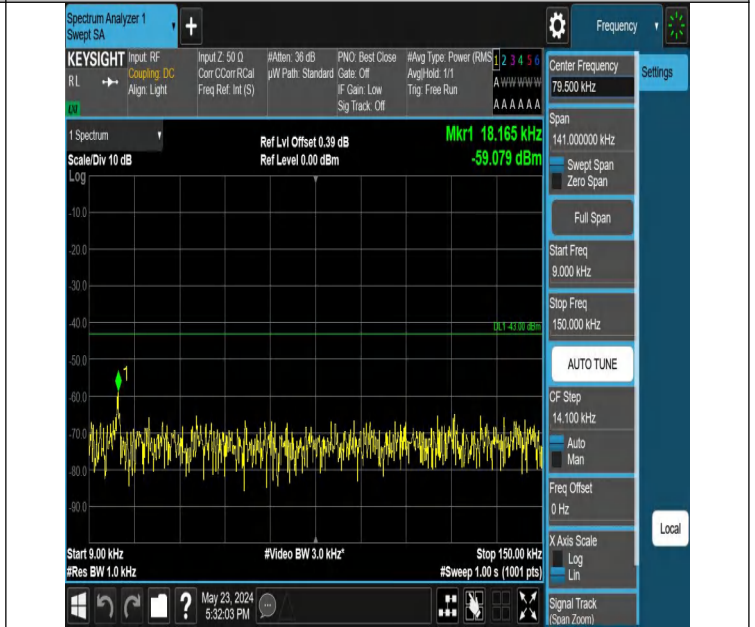 Spectrum Analyzer 1
Swept SA
Frequency
KEYSIGHT
RL
Input: RF
Coupling: DC
Align: Light
Input Z: 50 Ω
Corr CCorr RCal
Freq Ref: Int (S)
#Atten: 36 dB
µW Path: Standard
PNO: Best Close
Gate: Off
IF Gain: Low
Sig Track: Off
#Avg Type: Power (RMS
Avg|Hold: 1/1
Trig: Free Run
1 2 3 4 5 6
A W W W W W
A A A A A A
1 Spectrum
Scale/Div 10 dB
Log
Ref Lvl Offset 0.39 dB
Ref Level 0.00 dBm
Mkr1 18.165 kHz
-59.079 dBm
-10.0
-20.0
-30.0
-40.0
-50.0
-60.0
-70.0
-80.0
-90.0
DL1 -43.00 dBm
1
Start 9.00 kHz
#Res BW 1.0 kHz
#Video BW 3.0 kHz*
Stop 150.00 kHz
#Sweep 1.00 s (1001 pts)
May 23, 2024
5:32:03 PM
Center Frequency
79.500 kHz
Span
141.000000 kHz
Swept Span
Zero Span
Full Span
Start Freq
9.000 kHz
Stop Freq
150.000 kHz
AUTO TUNE
CF Step
14.100 kHz
Auto
Man
Freq Offset
0 Hz
X Axis Scale
Log
Lin
Signal Track
(Span Zoom)
Settings
Local